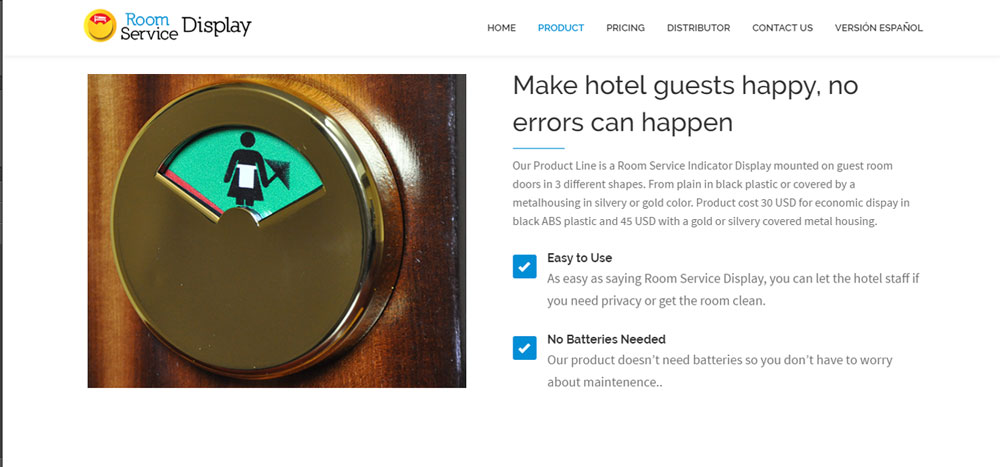 Room
Service Display
HOME PRODUCT PRICING DISTRIBUTOR CONTACT US VERSIÓN ESPAÑOL
Make hotel guests happy, no
errors can happen
Our Product Line is a Room Service Indicator Display mounted on guest room
doors in 3 different shapes. From plain in black plastic or covered by a
metalhousing in silvery or gold color. Product cost 30 USD for economic dispay in
black ABS plastic and 45 USD with a gold or silvery covered metal housing.
Easy to Use
As easy as saying Room Service Display, you can let the hotel staff if
you need privacy or get the room clean.
No Batteries Needed
Our product doesn't need batteries so you don't have to worry
about maintenence..